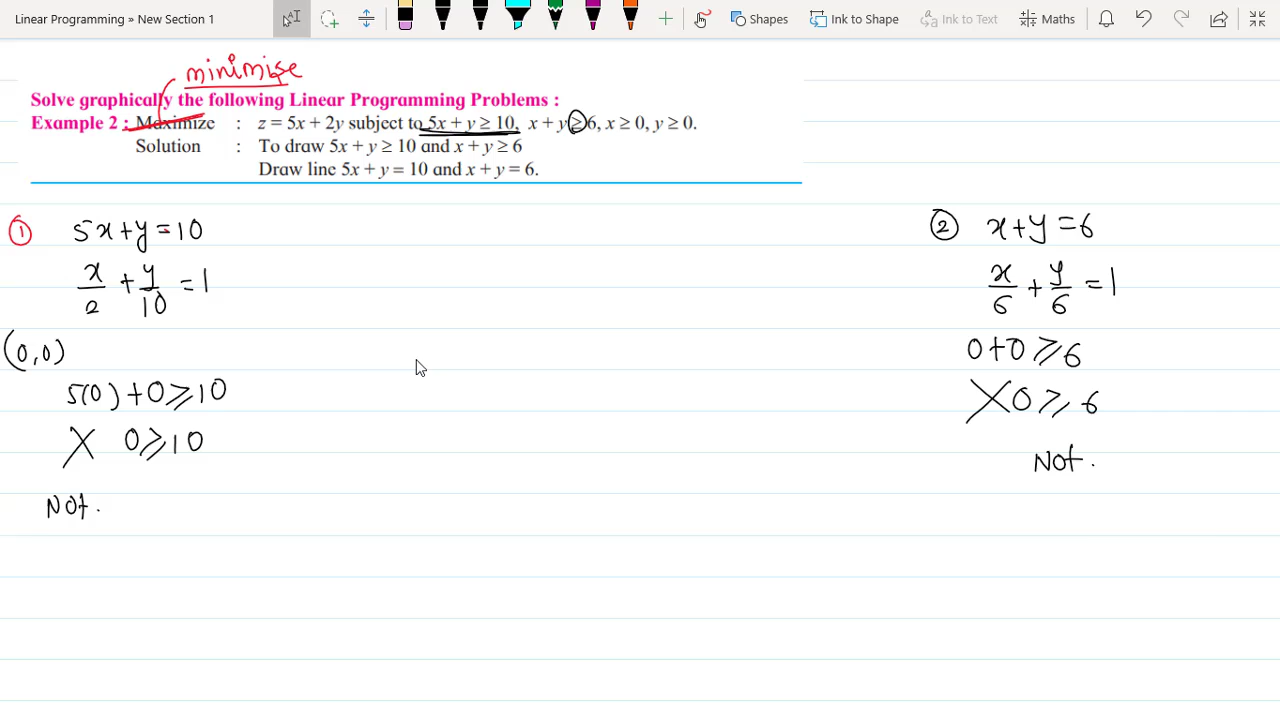 Linear Programming » New Section 1
Shapes
Ink to Shape
Ink to Text
Maths
minimise
Solve graphically the following Linear Programming Problems :
Example 2 : Maximize : z = 5x + 2y subject to 5x + y ≥ 10, x + y ≥ 6, x ≥ 0, y ≥ 0.
Solution : To draw 5x + y ≥ 10 and x + y ≥ 6
Draw line 5x + y = 10 and x + y = 6.
① 5x+y=10
x/2 + y/10 = 1
(0,0)
5(0)+0≥10
X 0≥10
Not.
② x+y=6
x/6 + y/6 = 1
0+0≥6
X 0≥6
Not.